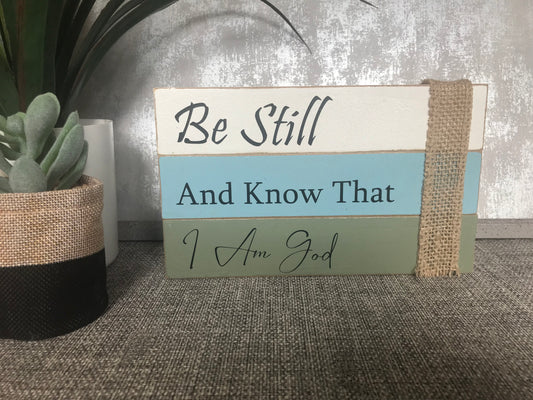 Be Still
And Know That
I Am God